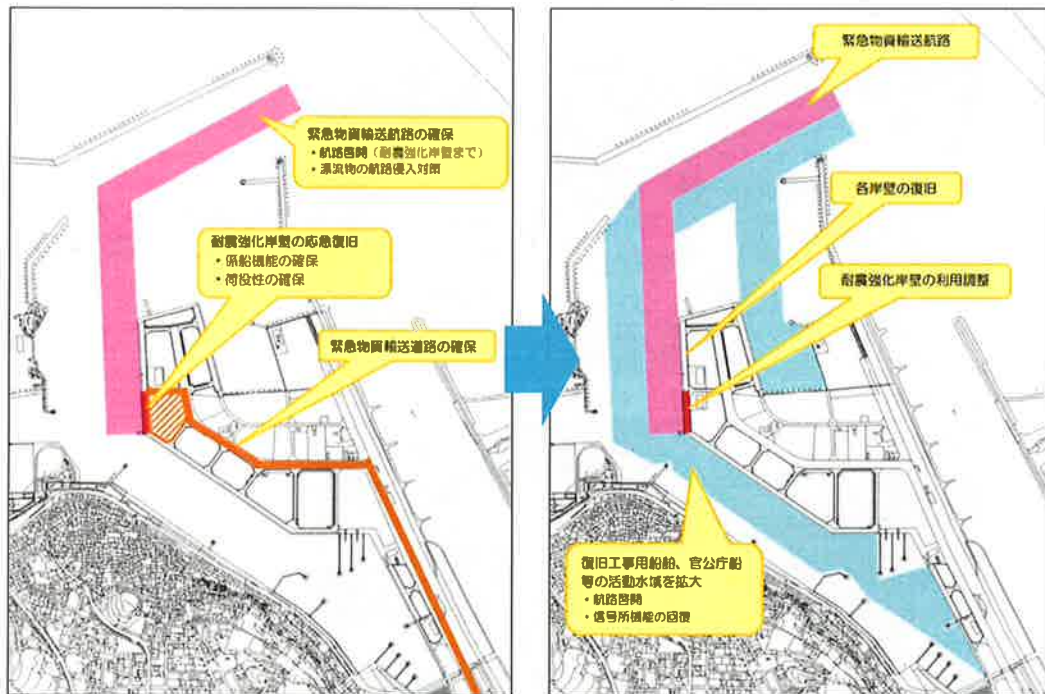 緊急物資輸送航路の確保
・航路啓開（耐震強化岸壁まで）
・漂流物の航路侵入対策
耐震強化岸壁の応急復旧
・係船機能の確保
・荷役性の確保
緊急物資輸送道路の確保
緊急物資輸送航路
各岸壁の復旧
耐震強化岸壁の利用調整
復旧工事用船舶、官公庁船
等の活動水域を拡大
・航路啓開
・信号所機能の回復